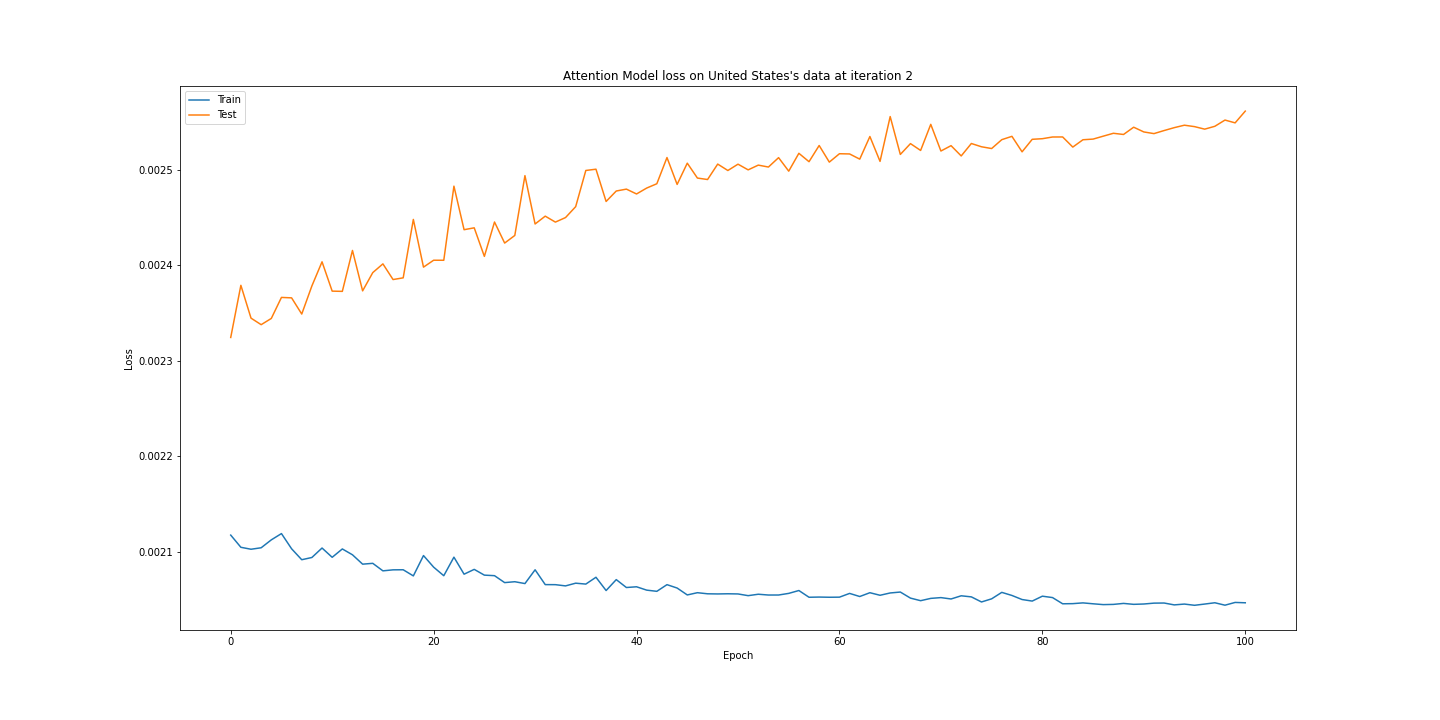 Attention Model loss on United States's data at iteration 2
Train
Test
Loss
0.0025
0.0024
0.0023
0.0022
0.0021
0 20 40 60 80 100
Epoch